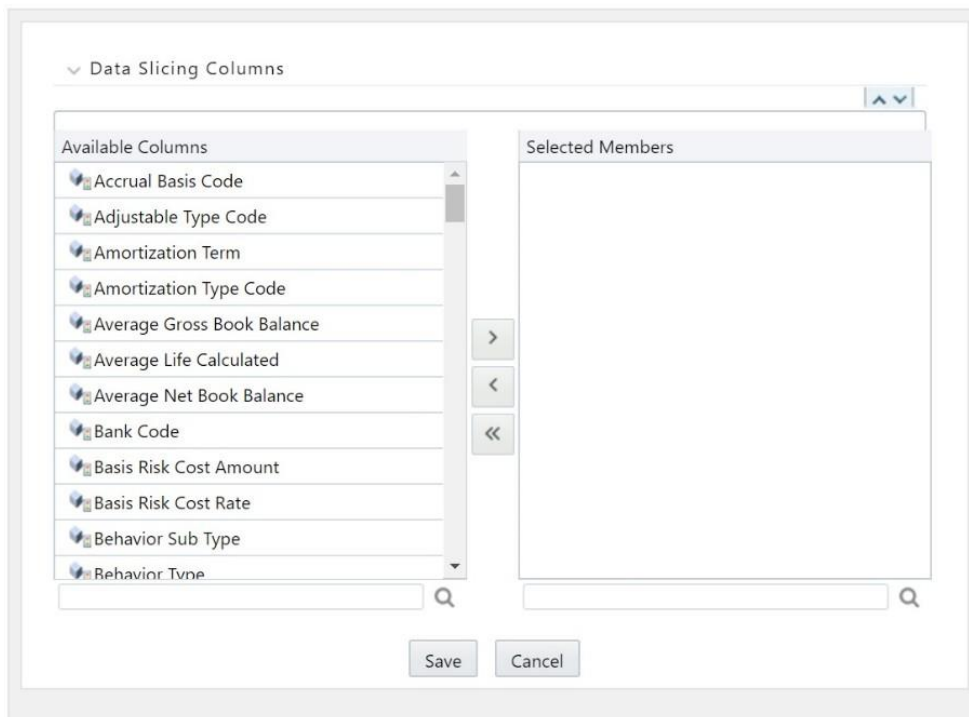 Data Slicing Columns
Available Columns
Selected Members
Accrual Basis Code
Adjustable Type Code
Amortization Term
Amortization Type Code
Average Gross Book Balance
Average Life Calculated
Average Net Book Balance
Bank Code
Basis Risk Cost Amount
Basis Risk Cost Rate
Behavior Sub Type
Behavior Type
Save
Cancel